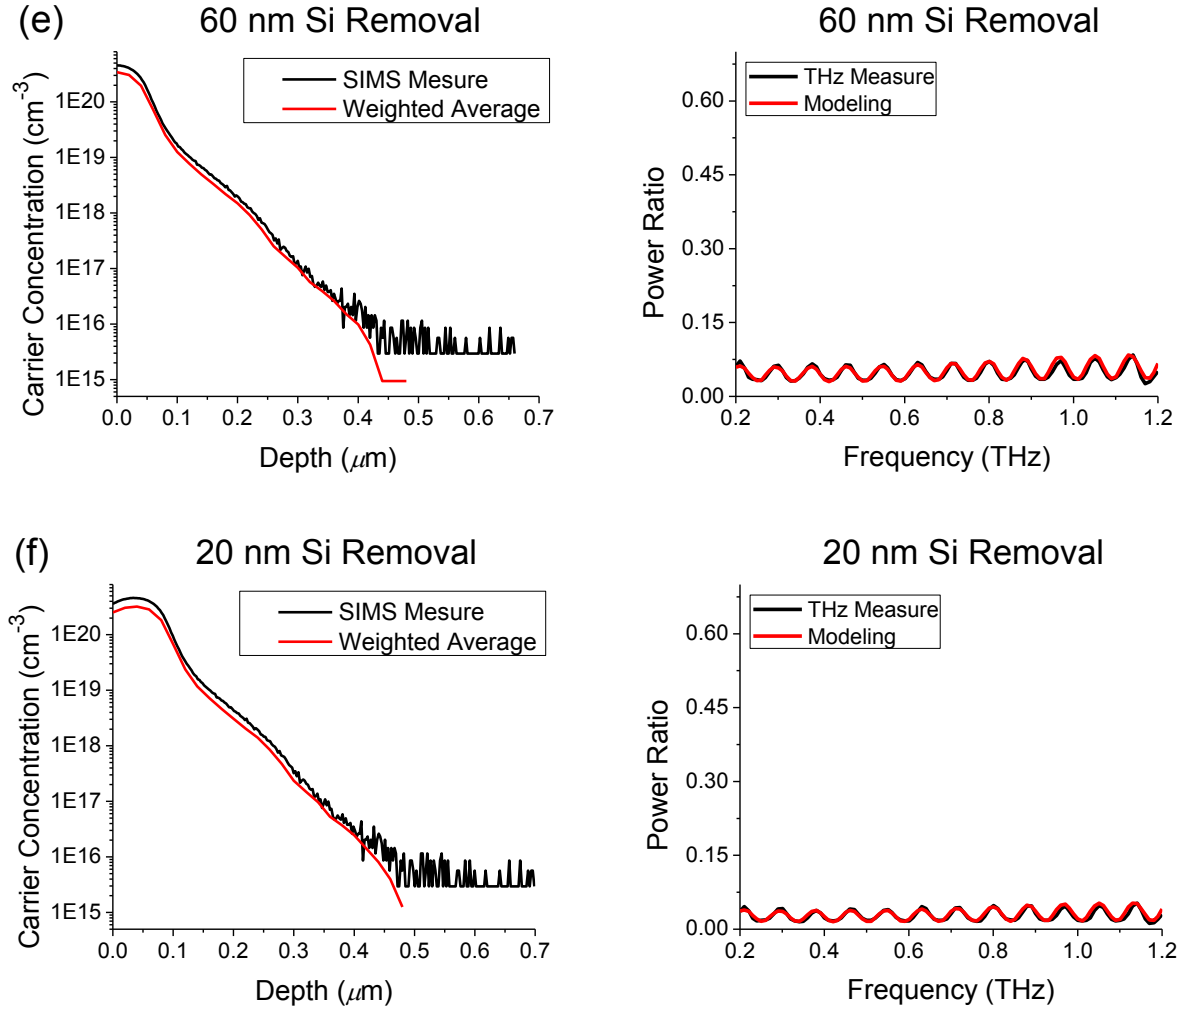 (e)
60 nm Si Removal
SIMS Mesure
Weighted Average
1E20
1E19
1E18
1E17
1E16
1E15
Carrier Concentration (cm⁻³)
0.0 0.1 0.2 0.3 0.4 0.5 0.6 0.7
Depth (μm)
60 nm Si Removal
THz Measure
Modeling
0.60
0.45
0.30
0.15
0.00
Power Ratio
0.2 0.4 0.6 0.8 1.0 1.2
Frequency (THz)
(f)
20 nm Si Removal
SIMS Mesure
Weighted Average
1E20
1E19
1E18
1E17
1E16
1E15
Carrier Concentration (cm⁻³)
0.0 0.1 0.2 0.3 0.4 0.5 0.6 0.7
Depth (μm)
20 nm Si Removal
THz Measure
Modeling
0.60
0.45
0.30
0.15
0.00
Power Ratio
0.2 0.4 0.6 0.8 1.0 1.2
Frequency (THz)